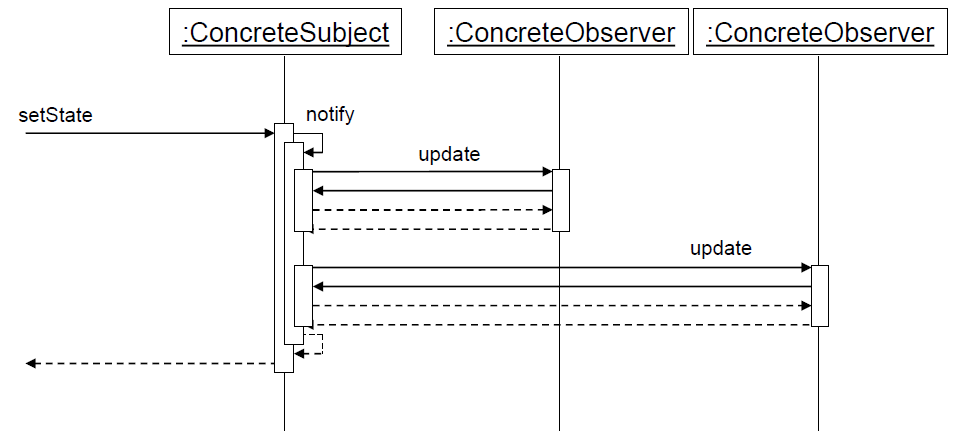 :ConcreteSubject
:ConcreteObserver
:ConcreteObserver
setState
notify
update
update